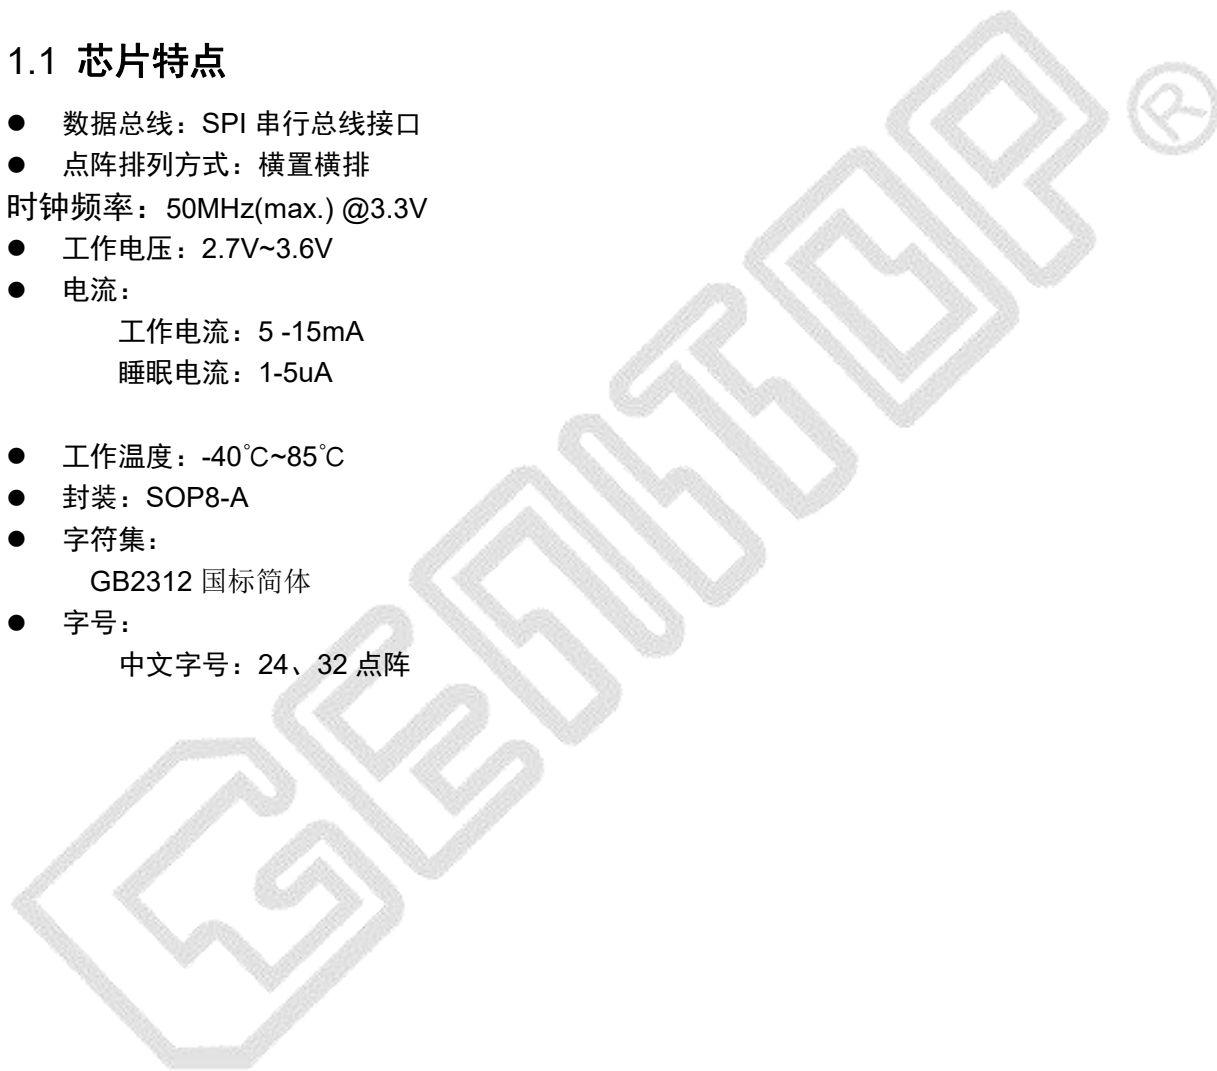 1.1 芯片特点
● 数据总线：SPI 串行总线接口
● 点阵排列方式：横置横排
时钟频率：50MHz(max.) @3.3V
● 工作电压：2.7V~3.6V
● 电流：
工作电流：5 -15mA
睡眠电流：1-5uA
● 工作温度：-40℃~85℃
● 封装：SOP8-A
● 字符集：
GB2312 国标简体
● 字号：
中文字号：24、32 点阵
GENITOP®